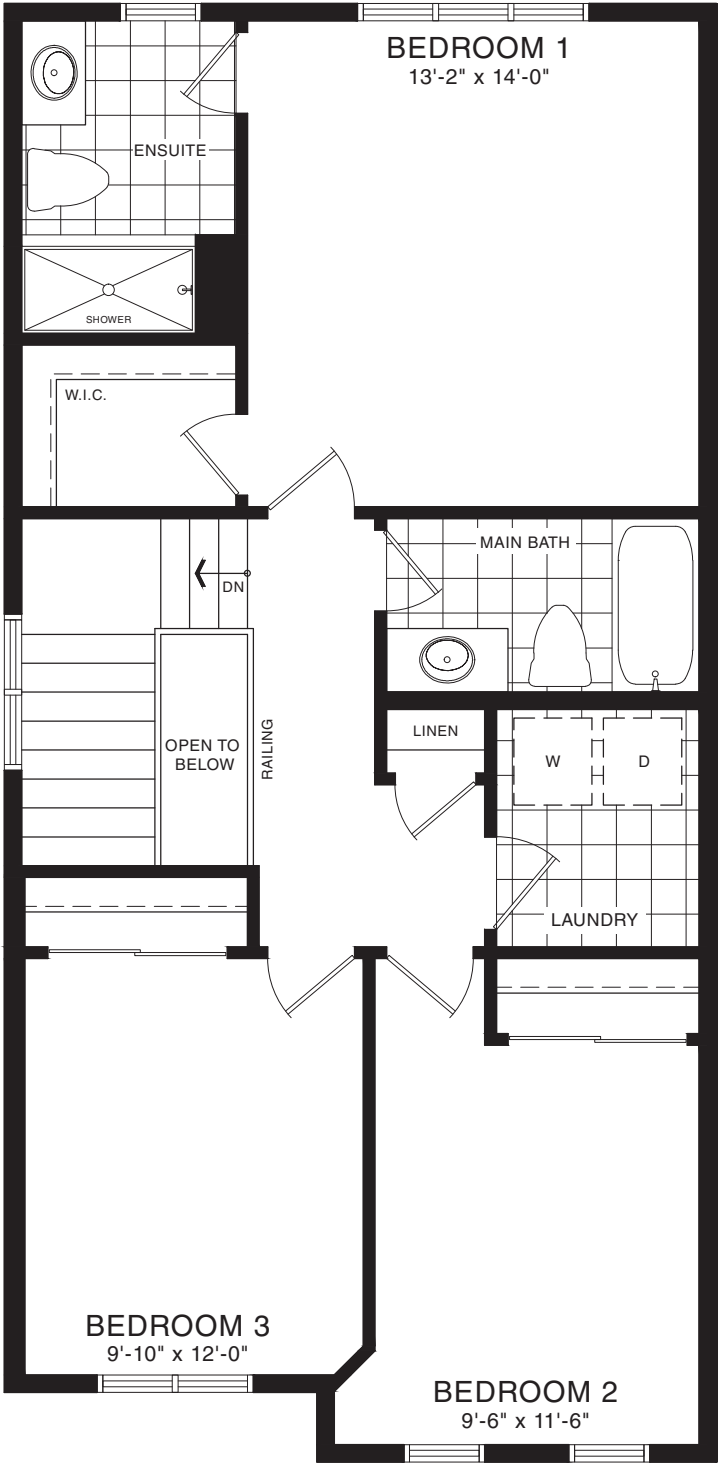 BEDROOM 1
13'-2" x 14'-0"
ENSUITE
SHOWER
W.I.C.
MAIN BATH
DN
LINEN
RAILING
OPEN TO
BELOW
W
D
LAUNDRY
BEDROOM 3
9'-10" x 12'-0"
BEDROOM 2
9'-6" x 11'-6"